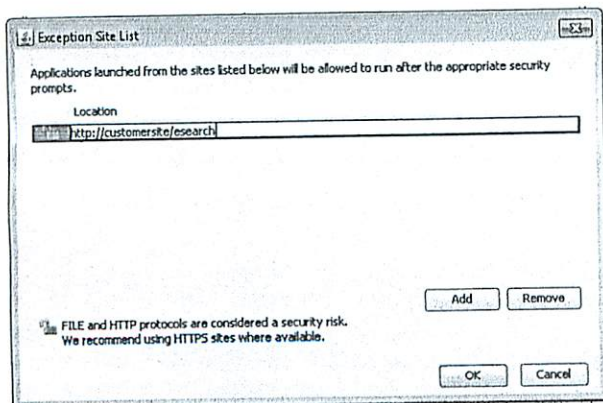 Exception Site List
Applications launched from the sites listed below will be allowed to run after the appropriate security
prompts.
Location
http://customersite/esearch
Add
Remove
FILE and HTTP protocols are considered a security risk.
We recommend using HTTPS sites where available.
OK
Cancel